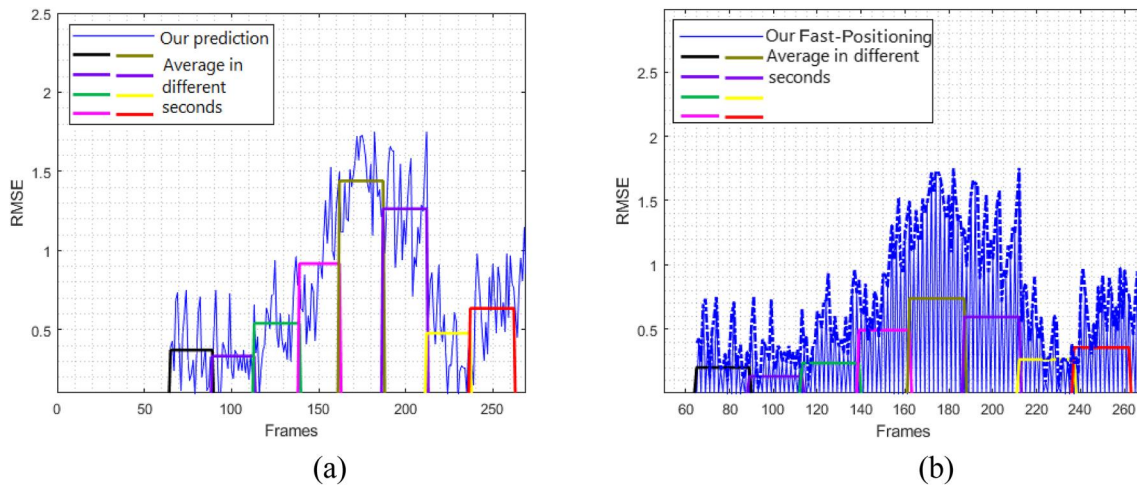 2.5
2
1.5
1
0.5
RMSE
Our prediction
Average in
different
seconds
0 50 100 150 200 250
Frames
(a)
2.5
2
1.5
1
0.5
RMSE
Our Fast-Positioning
Average in different
seconds
60 80 100 120 140 160 180 200 220 240 260
Frames
(b)